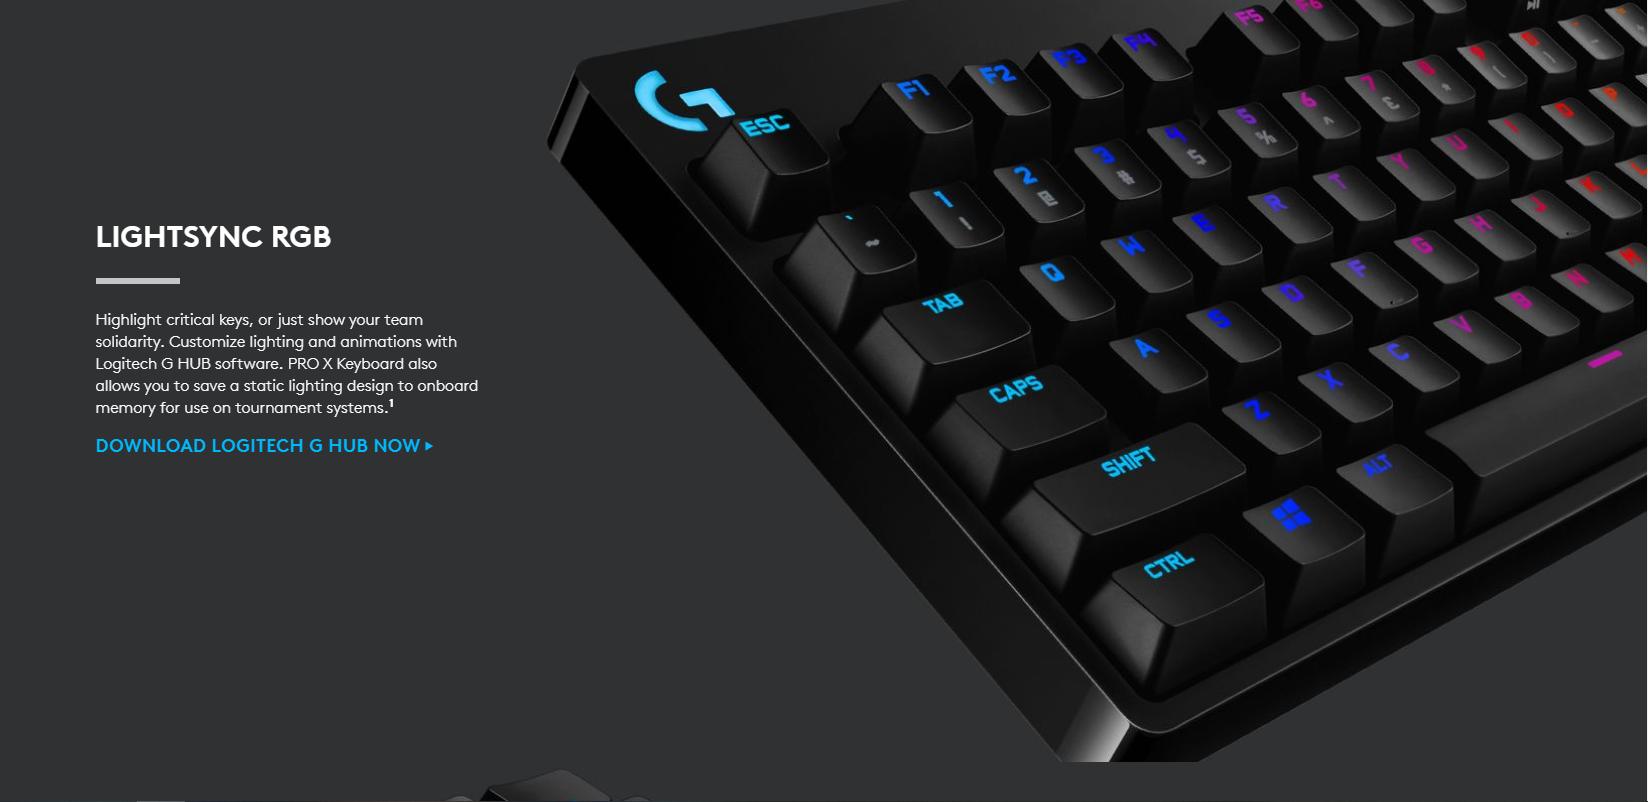 LIGHTSYNC RGB
Highlight critical keys, or just show your team
solidarity. Customize lighting and animations with
Logitech G HUB software. PRO X Keyboard also
allows you to save a static lighting design to onboard
memory for use on tournament systems.¹
DOWNLOAD LOGITECH G HUB NOW ▸
G
ESC F1 F2 F3 F4 F5 F6
` ~ 1 ! 2 @ 3 # 4 $ 5 % 6 ^ 7 & 8 *
TAB Q W E R T Y U I O P
CAPS A S D F G H J K L
SHIFT Z X C V B N M
CTRL ALT